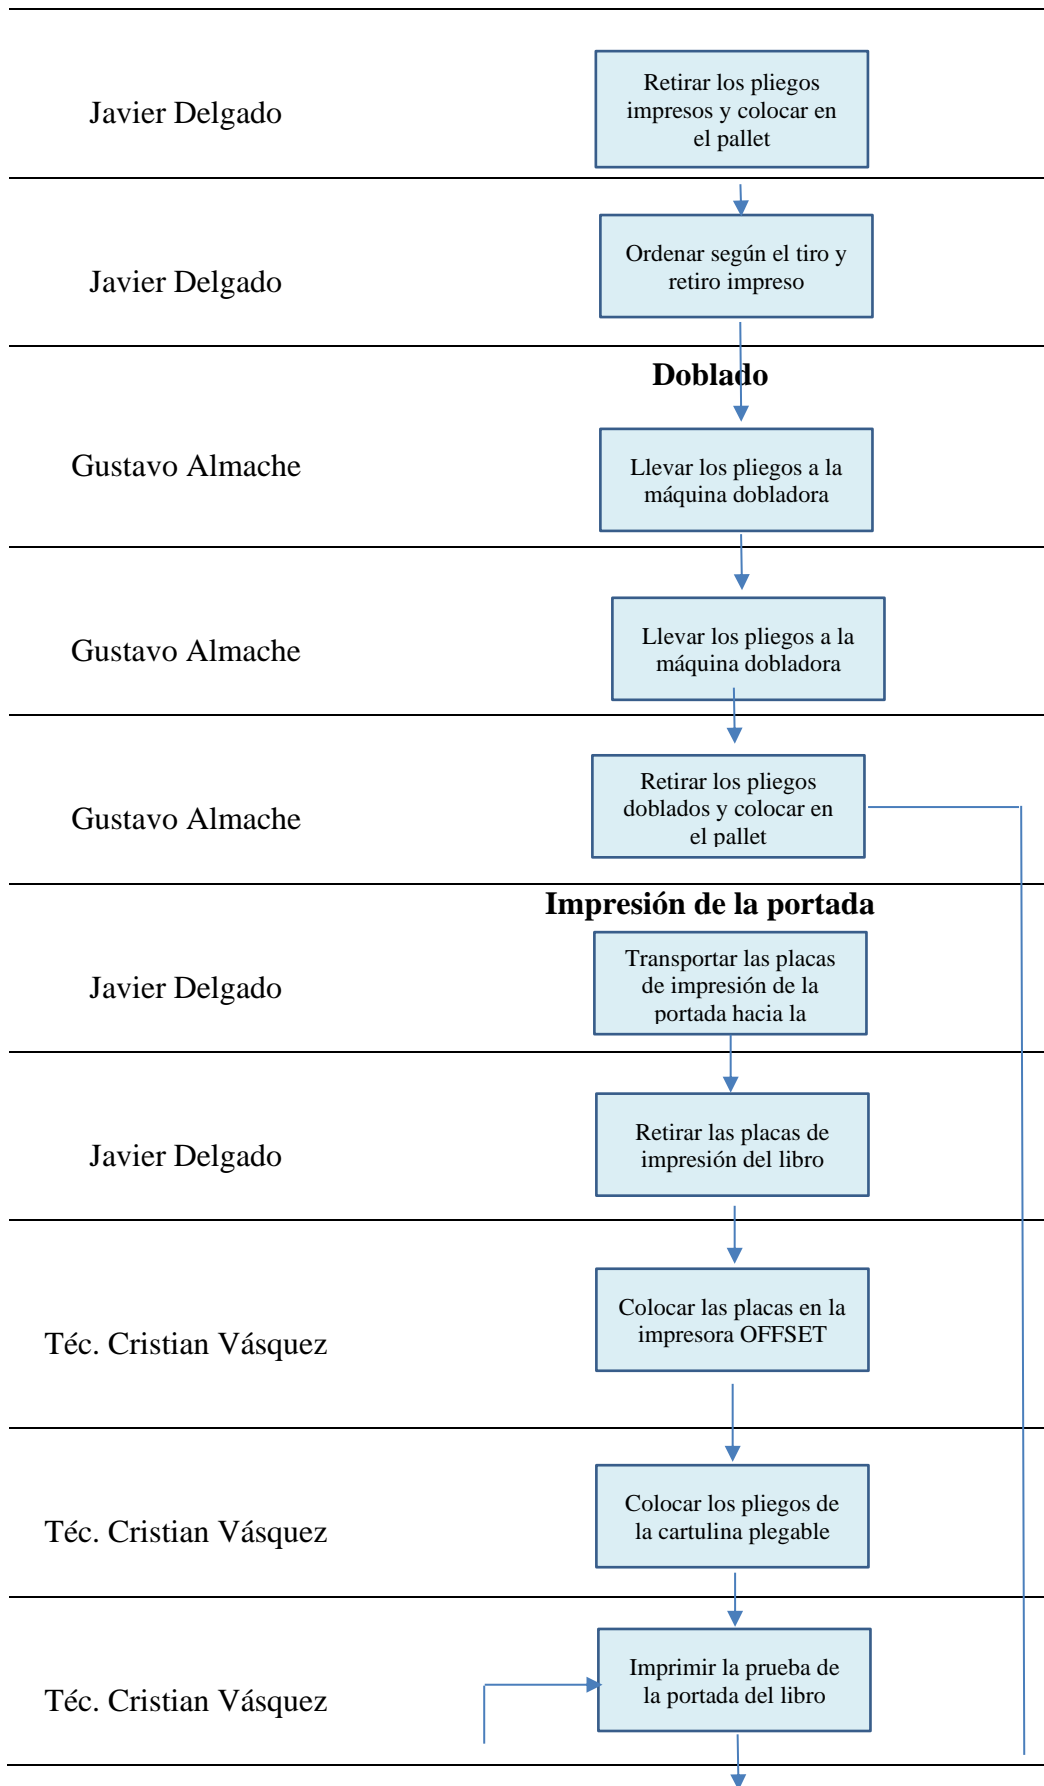 Javier Delgado
Retirar los pliegos
impresos y colocar en
el pallet
Javier Delgado
Ordenar según el tiro y
retiro impreso
Doblado
Gustavo Almache
Llevar los pliegos a la
máquina dobladora
Gustavo Almache
Llevar los pliegos a la
máquina dobladora
Gustavo Almache
Retirar los pliegos
doblados y colocar en
el pallet
Impresión de la portada
Javier Delgado
Transportar las placas
de impresión de la
portada hacia la
Javier Delgado
Retirar las placas de
impresión del libro
Téc. Cristian Vásquez
Colocar las placas en la
impresora OFFSET
Téc. Cristian Vásquez
Colocar los pliegos de
la cartulina plegable
Téc. Cristian Vásquez
Imprimir la prueba de
la portada del libro